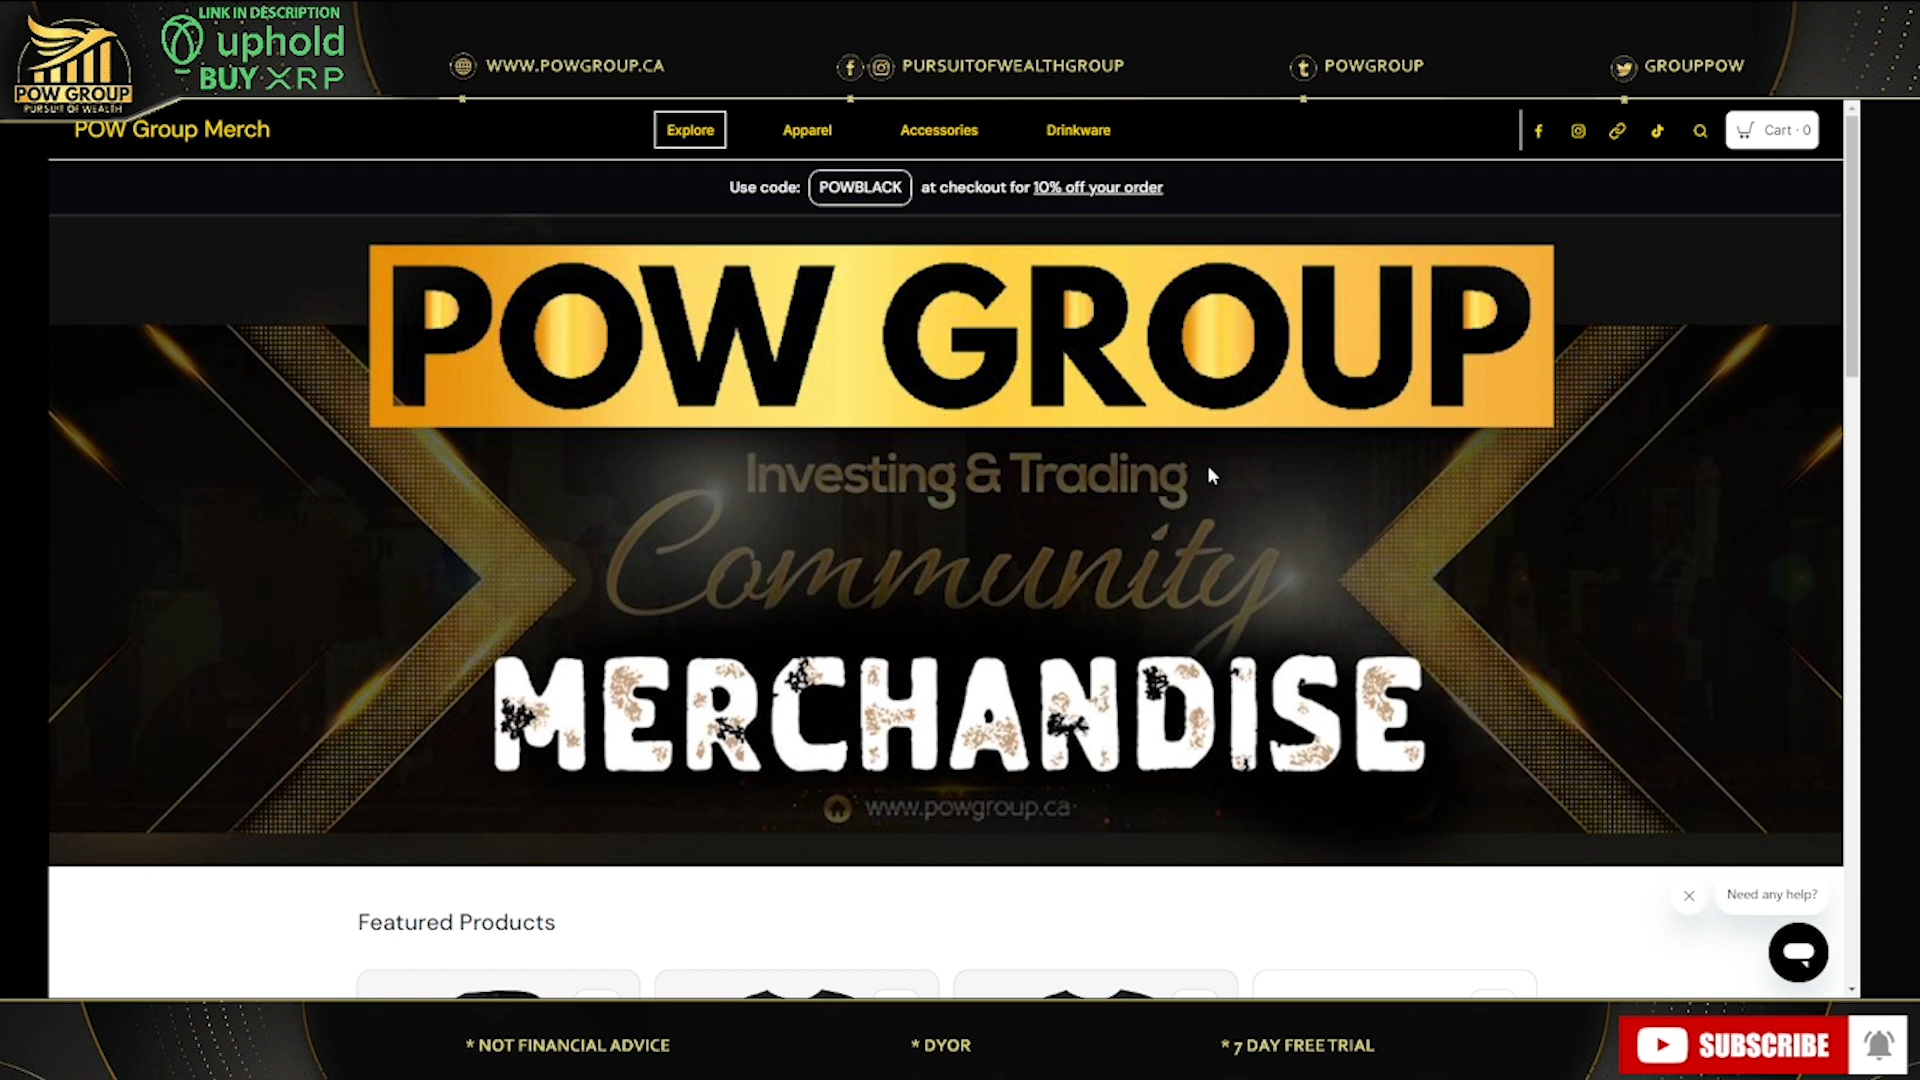 LINK IN DESCRIPTION
uphold
BUY XRP
POW GROUP
PURSUIT OF WEALTH
WWW.POWGROUP.CA
PURSUITOFWEALTHGROUP
POWGROUP
GROUPPOW
POW Group Merch
Explore
Apparel
Accessories
Drinkware
Cart · 0
Use code: POWBLACK at checkout for 10% off your order
POW GROUP
Investing & Trading
Community
MERCHANDISE
www.powgroup.ca
Need any help?
Featured Products
* NOT FINANCIAL ADVICE
* DYOR
* 7 DAY FREE TRIAL
SUBSCRIBE